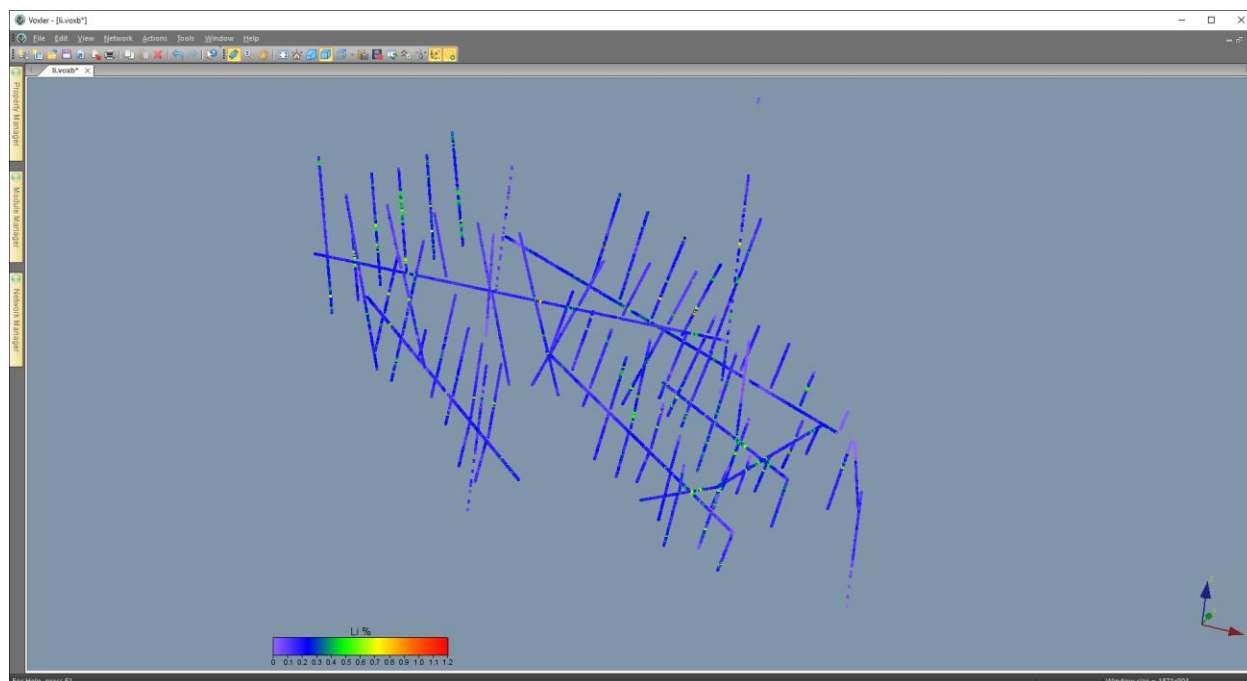 Voxler - [li.voxb*]
File Edit View Network Actions Tools Window Help
li.voxb*
Property Manager
Module Manager
Network Manager
Li %
0 0.1 0.2 0.3 0.4 0.5 0.6 0.7 0.8 0.9 1.0 1.1 1.2